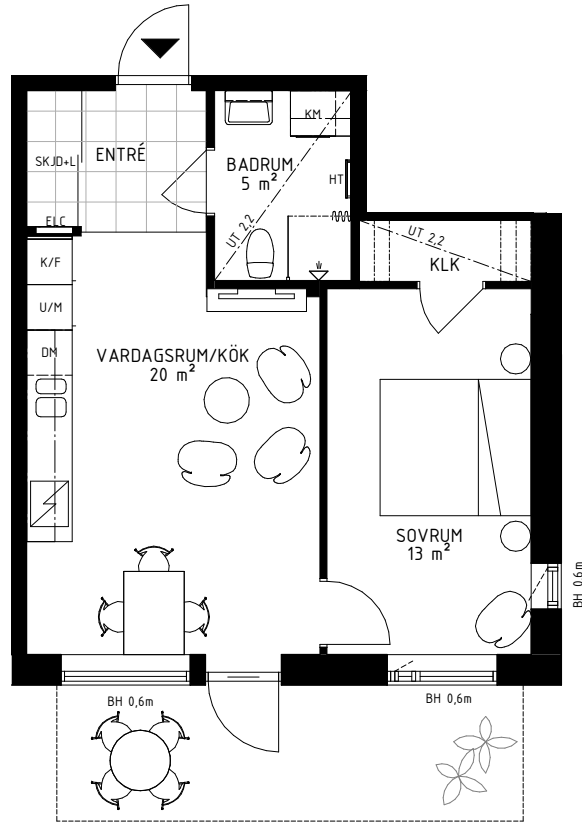 KM
ENTRÉ
SKJD+L
BADRUM
5 m²
HT
ELC
UT 2,2
UT 2,2
KLK
K/F
U/M
DM
VARDAGSRUM/KÖK
20 m²
SOVRUM
13 m²
BH 0,6m
BH 0,6m
BH 0,6m